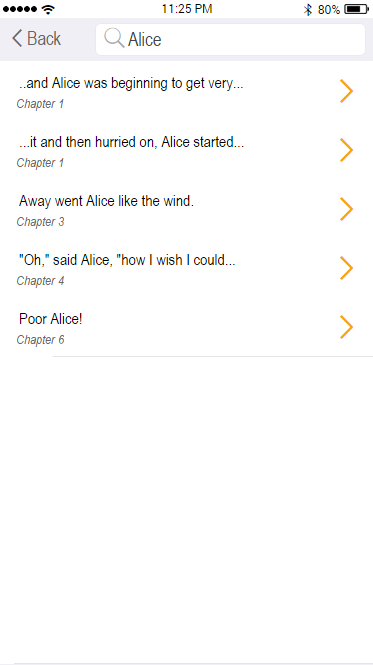 11:25 PM 80%
Back Alice
..and Alice was beginning to get very...
Chapter 1
...it and then hurried on, Alice started...
Chapter 1
Away went Alice like the wind.
Chapter 3
"Oh," said Alice, "how I wish I could...
Chapter 4
Poor Alice!
Chapter 6